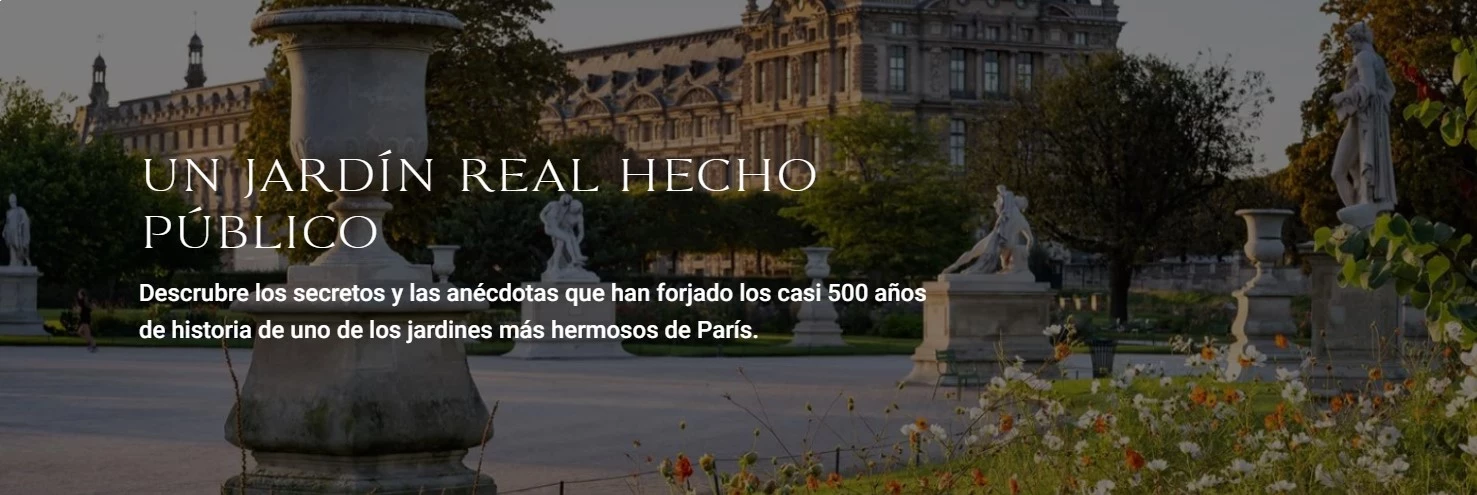 UN JARDÍN REAL HECHO
PÚBLICO
Descrubre los secretos y las anécdotas que han forjado los casi 500 años
de historia de uno de los jardines más hermosos de París.